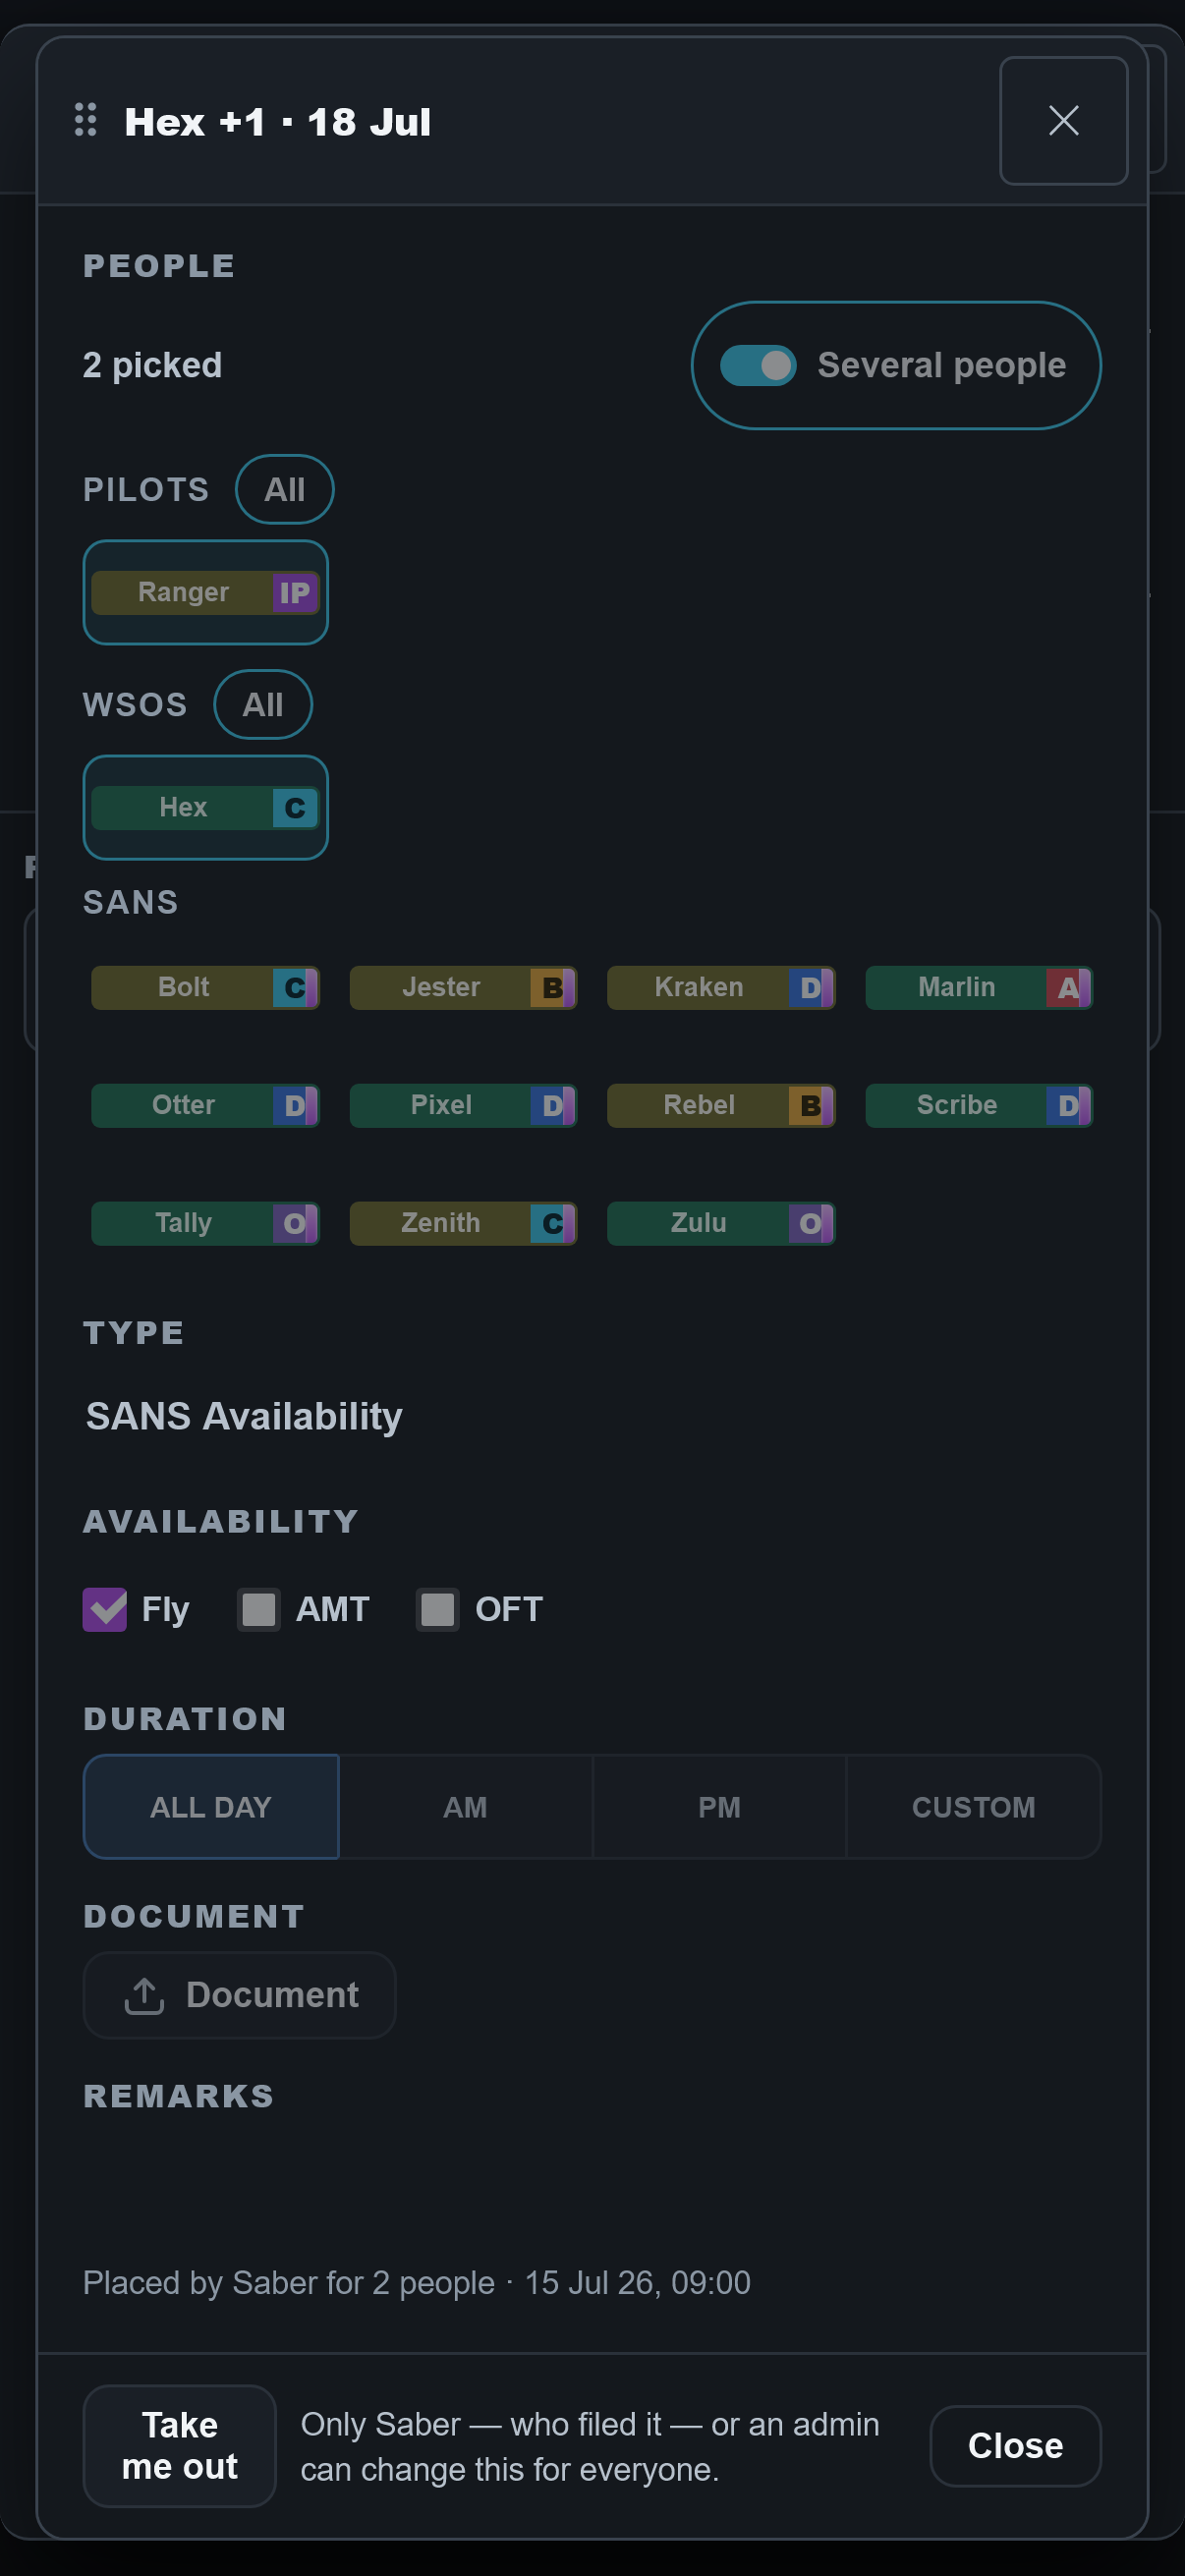 Hex +1 · 18 Jul
PEOPLE
2 picked
Several people
PILOTS All
Ranger IP
WSOS All
Hex C
SANS
Bolt C Jester B Kraken D Marlin A
Otter D Pixel D Rebel B Scribe D
Tally O Zenith C Zulu O
TYPE
SANS Availability
AVAILABILITY
Fly AMT OFT
DURATION
ALL DAY AM PM CUSTOM
DOCUMENT
Document
REMARKS
Placed by Saber for 2 people · 15 Jul 26, 09:00
Take
me out
Only Saber — who filed it — or an admin
can change this for everyone.
Close